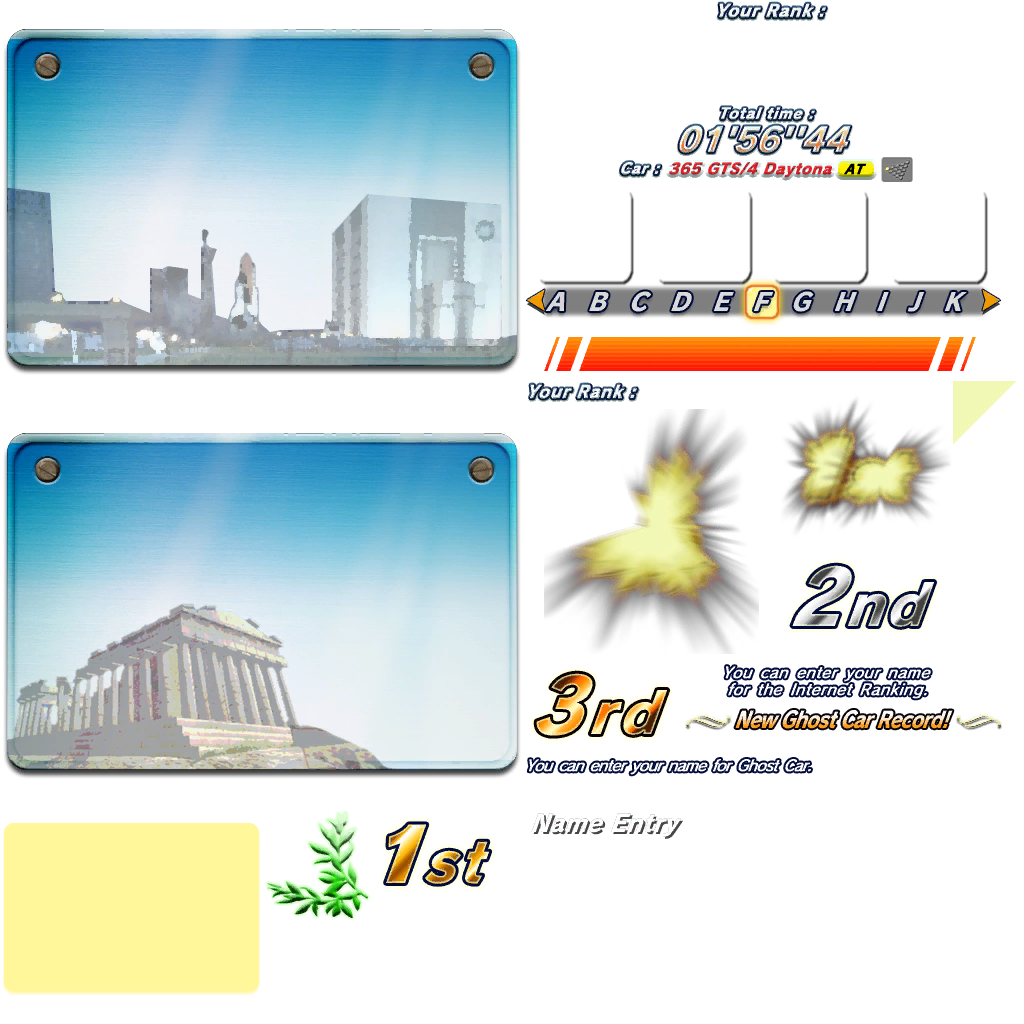 Your Rank :
Total time :
01'56''44
Car : 365 GTS/4 Daytona AT
A B C D E F G H I J K
Your Rank :
2nd
3rd
You can enter your name
for the Internet Ranking.
New Ghost Car Record!
You can enter your name for Ghost Car.
1st
Name Entry